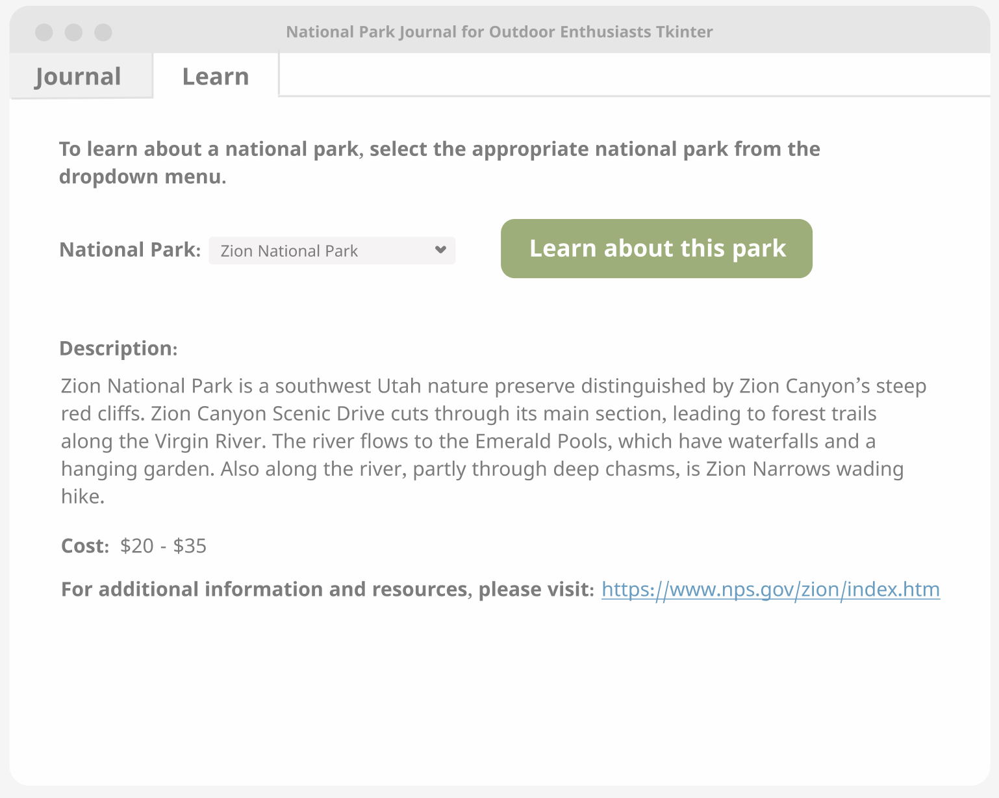 National Park Journal for Outdoor Enthusiasts Tkinter
Journal Learn
To learn about a national park, select the appropriate national park from the
dropdown menu.
National Park: Zion National Park Learn about this park
Description:
Zion National Park is a southwest Utah nature preserve distinguished by Zion Canyon’s steep
red cliffs. Zion Canyon Scenic Drive cuts through its main section, leading to forest trails
along the Virgin River. The river flows to the Emerald Pools, which have waterfalls and a
hanging garden. Also along the river, partly through deep chasms, is Zion Narrows wading
hike.
Cost: $20 - $35
For additional information and resources, please visit: https://www.nps.gov/zion/index.htm